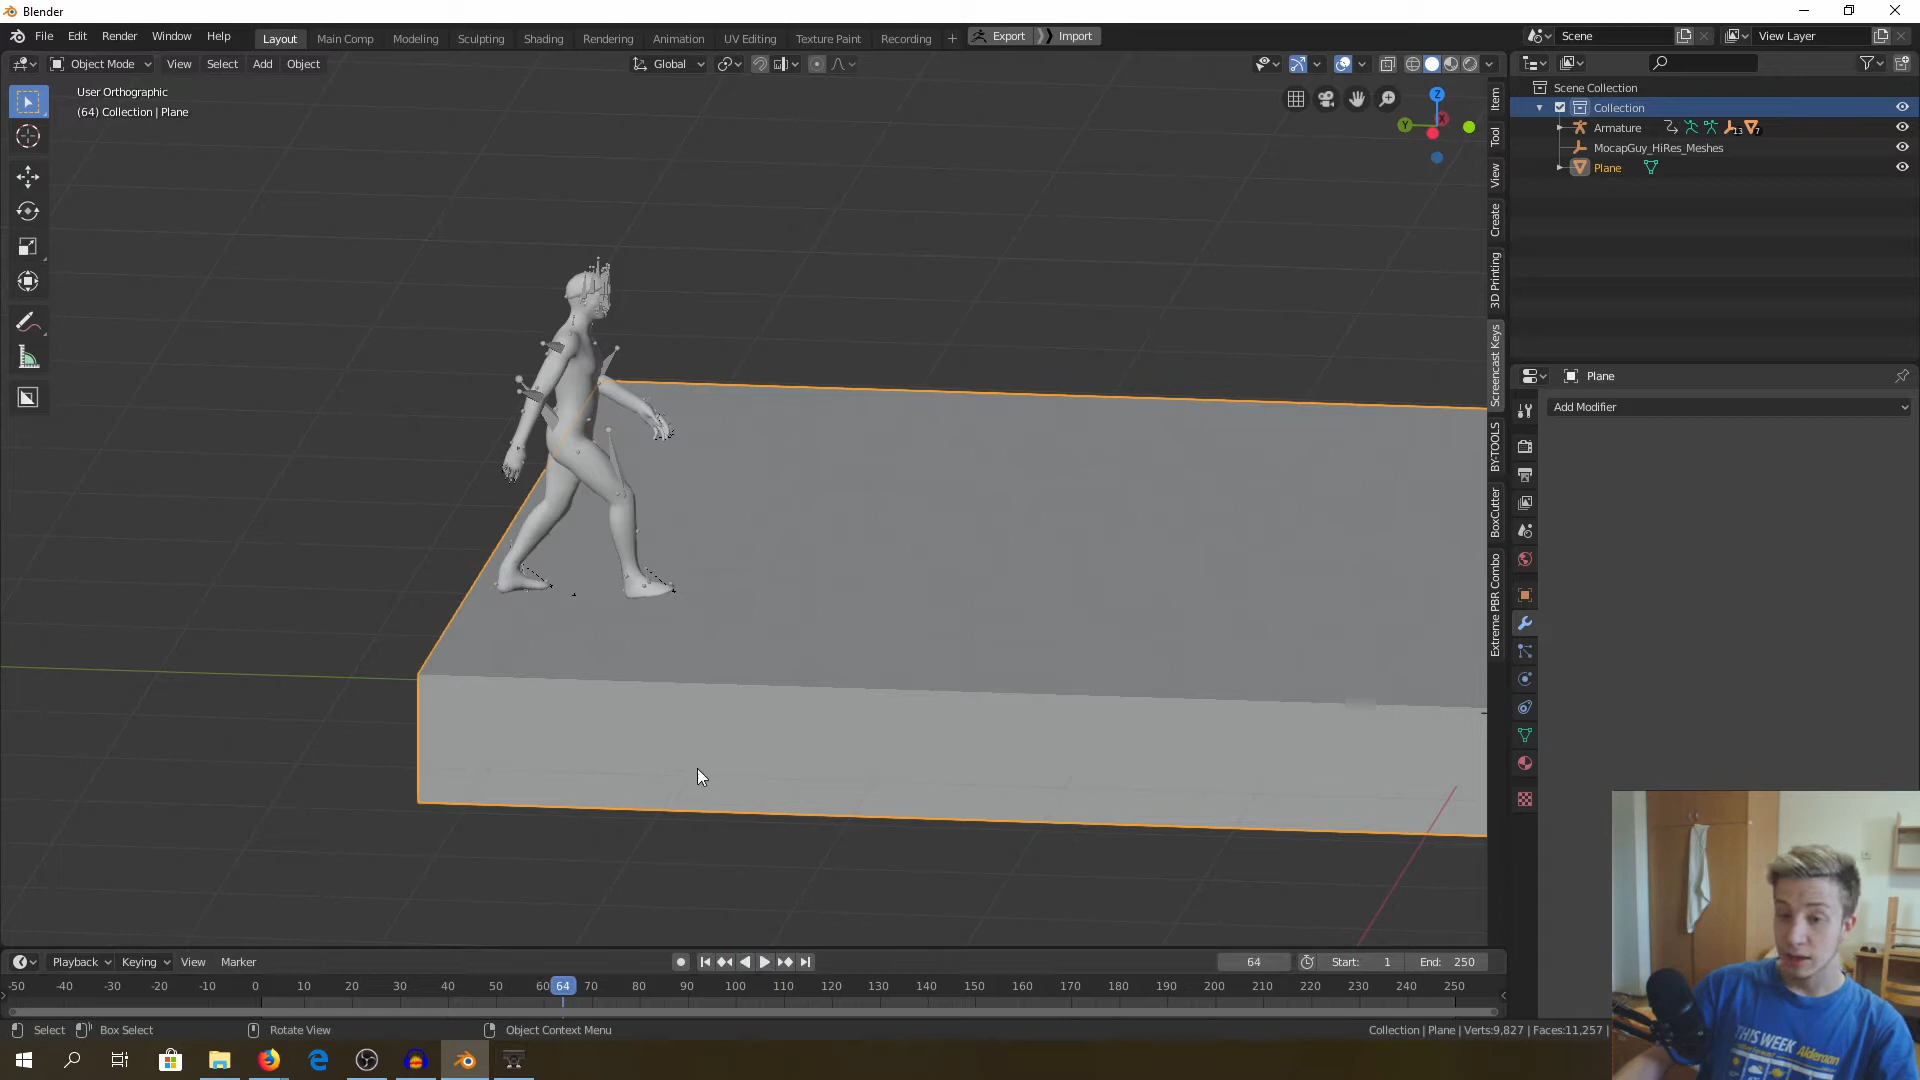 Blender
File Edit Render Window Help
Layout Main Comp Modeling Sculpting Shading Rendering Animation UV Editing Texture Paint Recording + Export Import
Scene View Layer
Object Mode View Select Add Object Global
User Orthographic
(64) Collection | Plane
Z
Y
X
Item
Tool
View
Create
3D Printing
Screencast Keys
BY-TOOLS
BoxCutter
Extreme PBR Combo
Scene Collection
Collection
Armature 13 7
MocapGuy_HiRes_Meshes
Plane
Plane
Add Modifier
Playback Keying View Marker
64 Start: 1 End: 250
-50 -40 -30 -20 -10 0 10 20 30 40 50 60 64 70 80 90 100 110 120 130 140 150 160 170 180 190 200 210 220 230 240 250
Select Box Select Rotate View Object Context Menu
Collection | Plane | Verts:9,827 | Faces:11,257 |
THIS WEEK
Alderaan